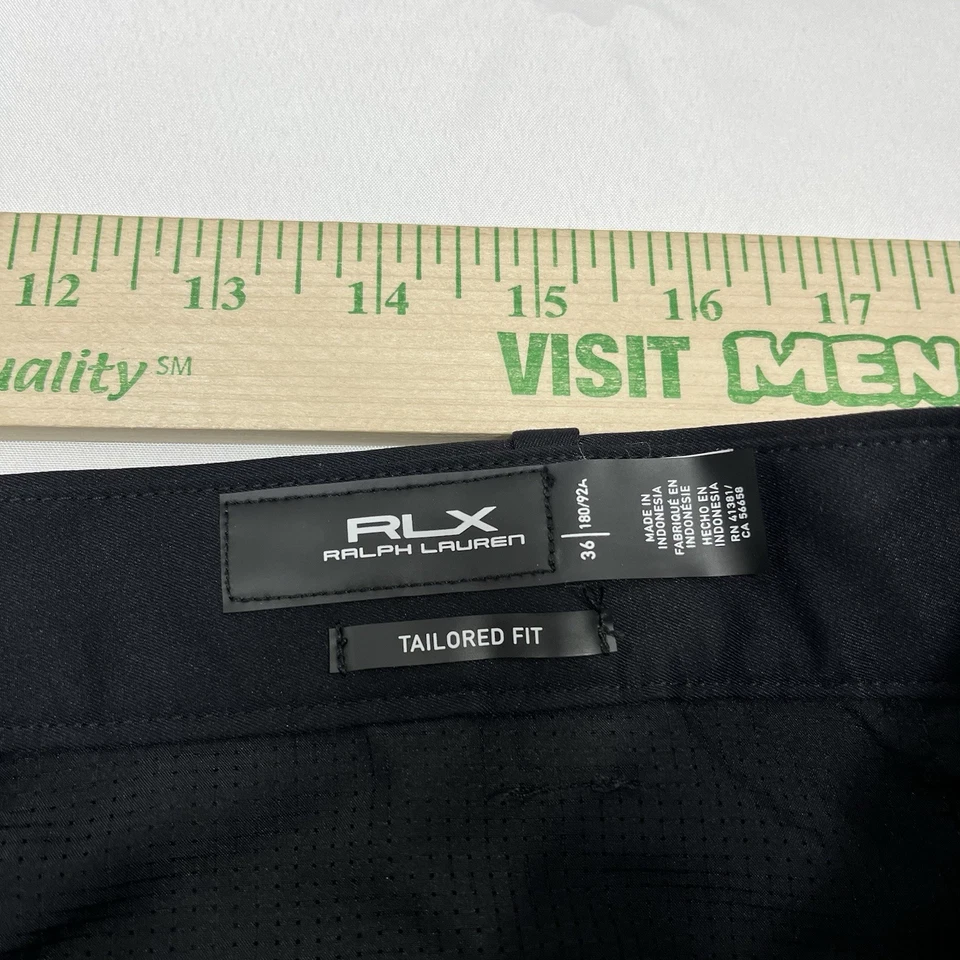 12 13 14 15 16 17
uality SM VISIT MEN
RLX
RALPH LAUREN
36 | 180/92A
MADE IN
INDONESIA
FABRIQUÉ EN
INDONÉSIE
HECHO EN
INDONESIA
RN 41381/
CA 56658
TAILORED FIT